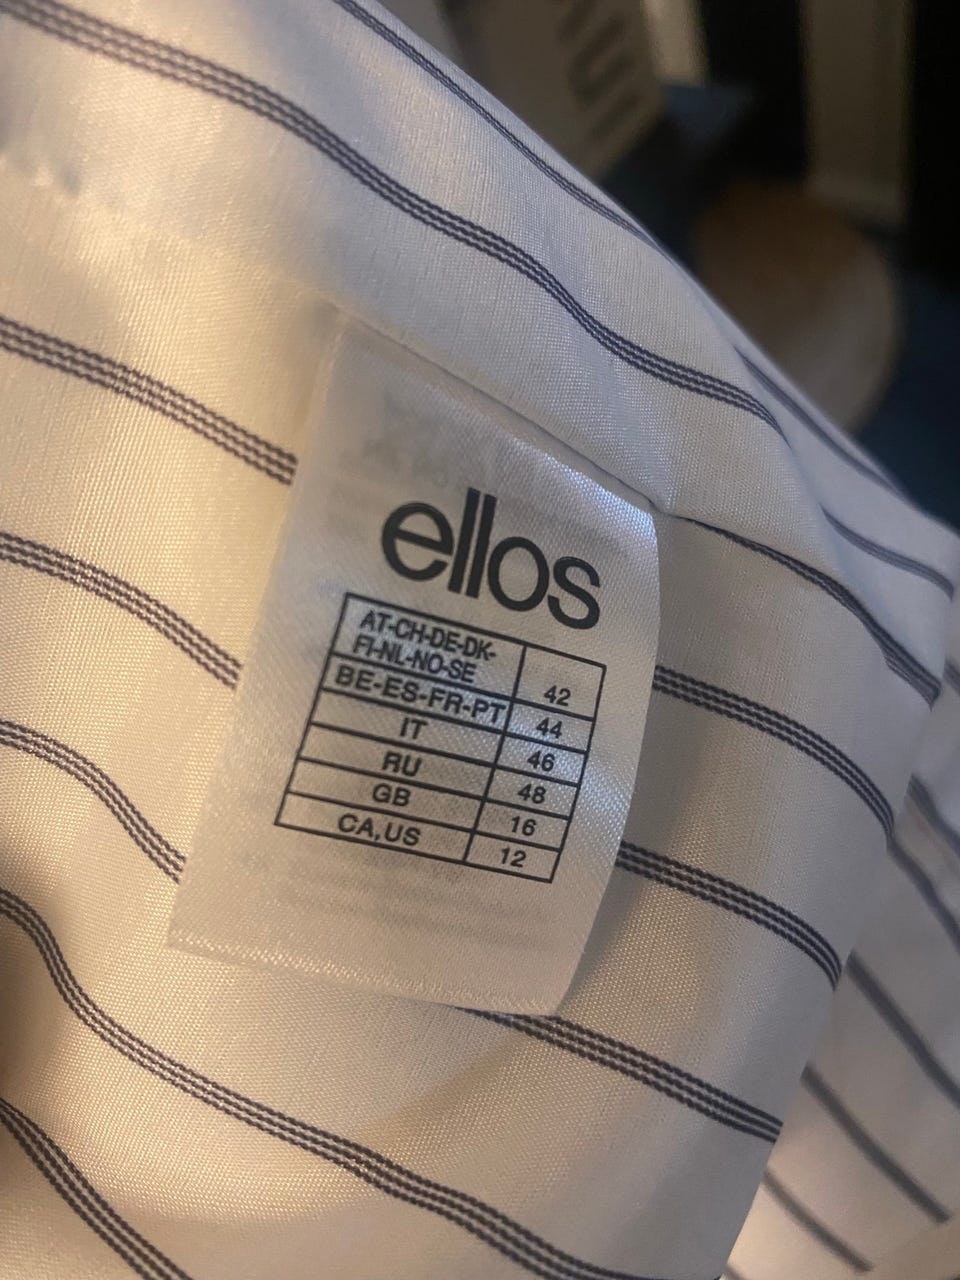 ellos
AT-CH-DE-DK-
FI-NL-NO-SE 42
BE-ES-FR-PT 44
IT 46
RU 48
GB 16
CA,US 12